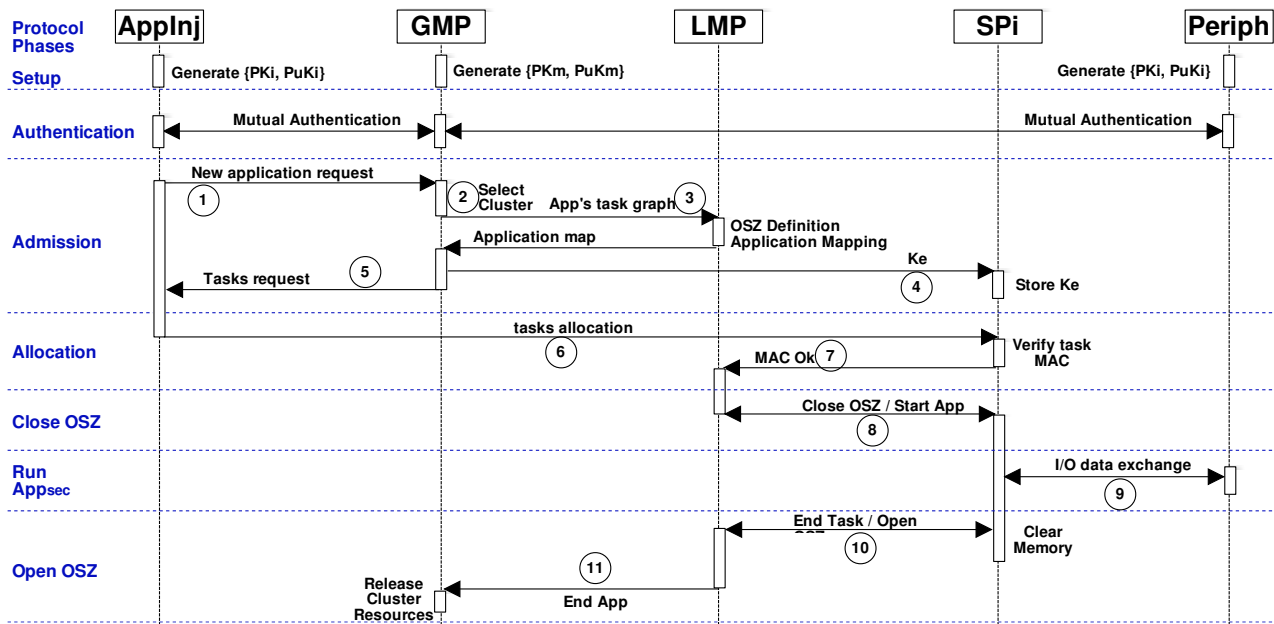 Protocol
Phases
AppInj
GMP
LMP
SPi
Periph
Setup
Generate {PKi, PuKi}
Generate {PKm, PuKm}
Generate {PKi, PuKi}
Authentication
Mutual Authentication
Mutual Authentication
Admission
New application request
1
2
Select
Cluster
App's task graph
3
OSZ Definition
Application Mapping
Application map
Ke
4
Store Ke
Tasks request
5
Allocation
tasks allocation
6
Verify task
MAC
MAC Ok
7
Close OSZ
Close OSZ / Start App
8
Run
Appsec
I/O data exchange
9
Open OSZ
End Task / Open
10
Clear
Memory
11
End App
Release
Cluster
Resources